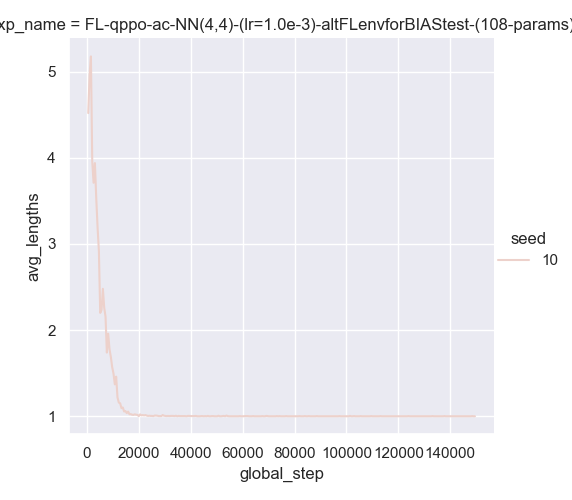 xp_name = FL-qppo-ac-NN(4,4)-(lr=1.0e-3)-altFLenvforBIAStest-(108-params)
5
4
3
2
1
avg_lengths
0 20000 40000 60000 80000 100000 120000 140000
global_step
seed
10